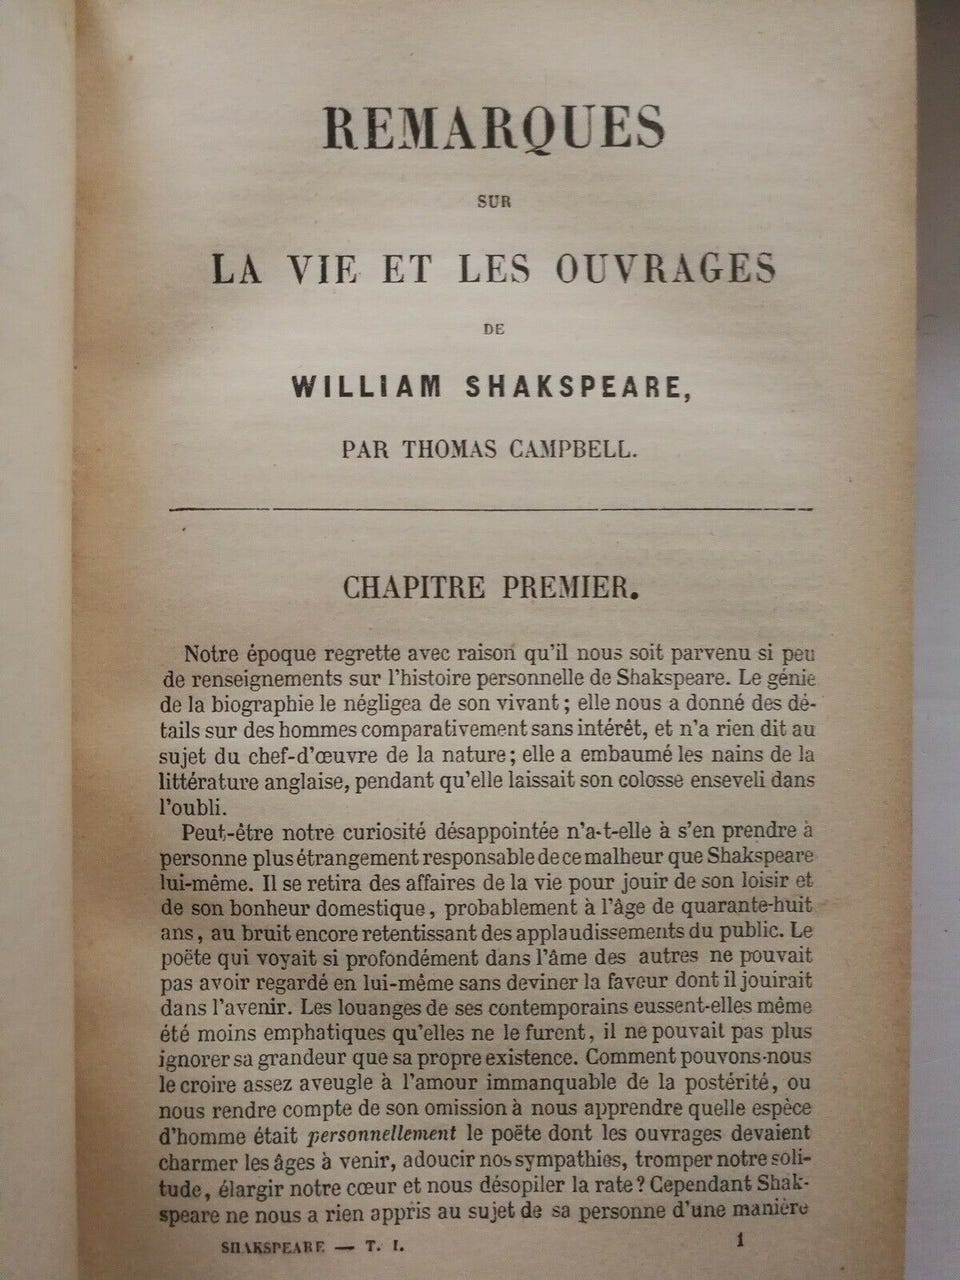 REMARQUES
SUR
LA VIE ET LES OUVRAGES
DE
WILLIAM SHAKSPEARE,
PAR THOMAS CAMPBELL.
CHAPITRE PREMIER.
Notre époque regrette avec raison qu'il nous soit parvenu si peu
de renseignements sur l'histoire personnelle de Shakspeare. Le génie
de la biographie le négligea de son vivant ; elle nous a donné des dé-
tails sur des hommes comparativement sans intérêt, et n'a rien dit au
sujet du chef-d'œuvre de la nature ; elle a embaumé les nains de la
littérature anglaise, pendant qu'elle laissait son colosse enseveli dans
l'oubli.
Peut-être notre curiosité désappointée n'a-t-elle à s'en prendre à
personne plus étrangement responsable de ce malheur que Shakspeare
lui-même. Il se retira des affaires de la vie pour jouir de son loisir et
de son bonheur domestique, probablement à l'âge de quarante-huit
ans, au bruit encore retentissant des applaudissements du public. Le
poëte qui voyait si profondément dans l'âme des autres ne pouvait
pas avoir regardé en lui-même sans deviner la faveur dont il jouirait
dans l'avenir. Les louanges de ses contemporains eussent-elles même
été moins emphatiques qu'elles ne le furent, il ne pouvait pas plus
ignorer sa grandeur que sa propre existence. Comment pouvons-nous
le croire assez aveugle à l'amour immanquable de la postérité, ou
nous rendre compte de son omission à nous apprendre quelle espèce
d'homme était personnellement le poëte dont les ouvrages devaient
charmer les âges à venir, adoucir nos sympathies, tromper notre soli-
tude, élargir notre cœur et nous désopiler la rate ? Cependant Shak-
speare ne nous a rien appris au sujet de sa personne d'une manière
SHAKSPEARE — T. I. 1